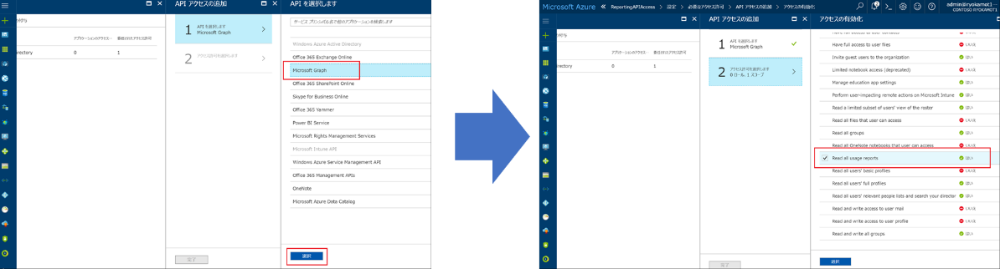 API アクセスの追加
API を選択します
サービス プリンシパル名で他のアプリケーションを検索します
1
API を選択します
Microsoft Graph
2
アクセス許可を選択します
アプリケーションのアクセス...
委任されたアクセス許可
irectory
0
1
Windows Azure Active Directory
Office 365 Exchange Online
Microsoft Graph
Office 365 SharePoint Online
Skype for Business Online
Office 365 Yammer
Power BI Service
Microsoft Rights Management Services
Microsoft Intune API
Windows Azure Service Management API
Office 365 Management APIs
OneNote
Microsoft Azure Data Catalog
完了
選択
Microsoft Azure
ReportingAPIAccess > 設定 > 必要なアクセス許可 > API アクセスの追加 > アクセスの有効化
admin@ryokamot1...
CONTOSO RYOKAMOT1
API アクセスの追加
アクセスの有効化
1
API を選択します
Microsoft Graph
2
アクセス許可を選択します
0 ロール、1 スコープ
アプリケーションのアクセス...
委任されたアクセス許可
irectory
0
1
Have full access to user files
いいえ
Invite guest users to the organization
はい
Limited notebook access (deprecated)
いいえ
Manage education app settings
はい
Perform user-impacting remote actions on Microsoft Intune
はい
Read a limited subset of users' view of the roster
はい
Read all files that user can access
いいえ
Read all groups
はい
Read all OneNote notebooks that user can access
いいえ
Read all usage reports
はい
Read all users' basic profiles
いいえ
Read all users' full profiles
はい
Read all users' relevant people lists and search your director
はい
Read and write access to user mail
いいえ
Read and write access to user profile
いいえ
Read and write all groups
はい
完了
選択